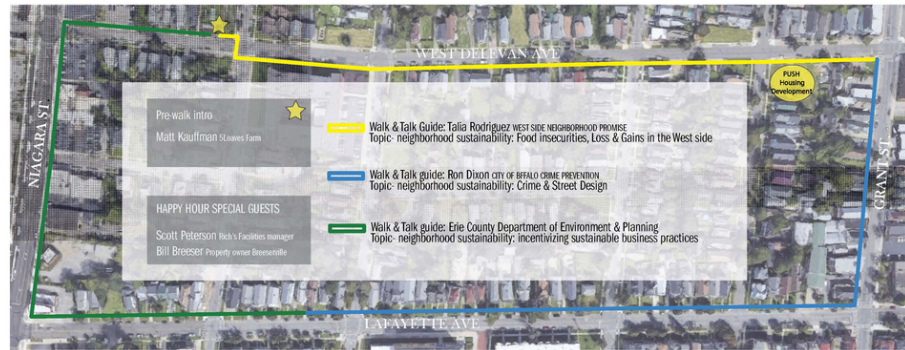 WEST DELEVAN AVE
PUSH
Housing
Development
NIAGARA ST
GRANT ST
Pre-walk intro
Matt Kauffman 5Loaves Farm
HAPPY HOUR SPECIAL GUESTS
Scott Peterson Rich's Facilities manager
Bill Breeser Property owner Breeserville
Walk & Talk Guide: Talia Rodriguez WEST SIDE NEIGHBORHOOD PROMISE
Topic- neighborhood sustainability: Food insecurities, Loss & Gains in the West side
Walk & Talk guide: Ron Dixon CITY OF BFFALO CRIME PREVENTION
Topic- neighborhood sustainability: Crime & Street Design
Walk & Talk guide: Erie County Department of Environment & Planning
Topic- neighborhood sustainability: incentivizing sustainable business practices
LAFAYETTE AVE